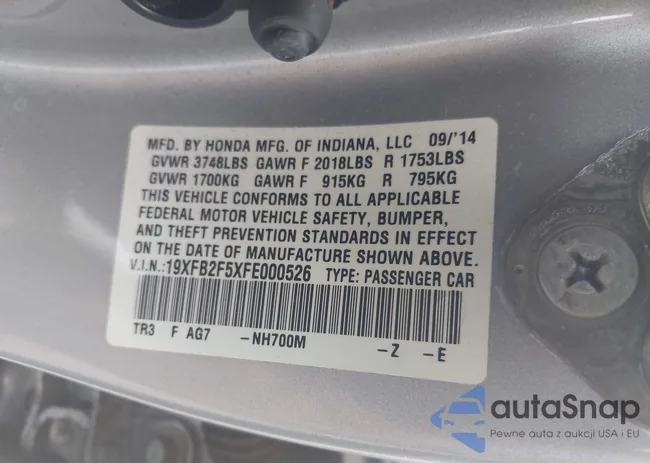 MFD. BY HONDA MFG. OF INDIANA, LLC 09/'14
GVWR 3748LBS GAWR F 2018LBS R 1753LBS
GVWR 1700KG GAWR F 915KG R 795KG
THIS VEHICLE CONFORMS TO ALL APPLICABLE
FEDERAL MOTOR VEHICLE SAFETY, BUMPER,
AND THEFT PREVENTION STANDARDS IN EFFECT
ON THE DATE OF MANUFACTURE SHOWN ABOVE.
V.I.N.:19XFB2F5XFE000526 TYPE: PASSENGER CAR
TR3 F AG7 -NH700M -Z -E
autaSnap
Pewne auta z aukcji USA i EU